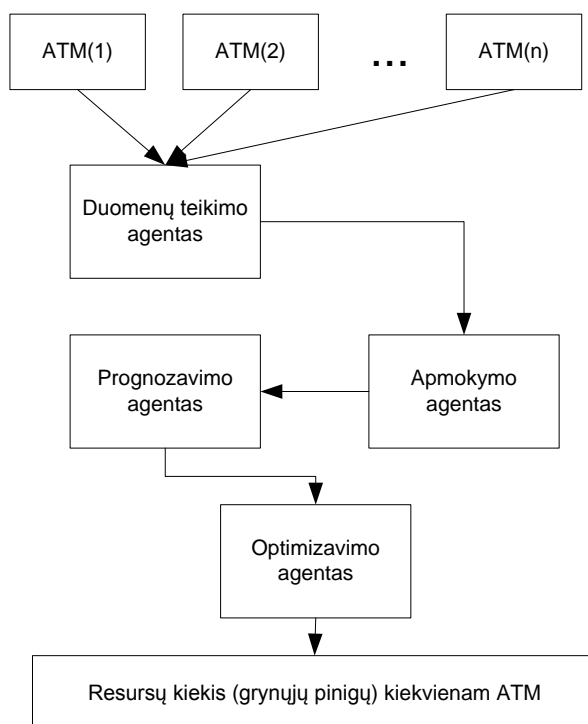 ATM(1)
ATM(2)
...
ATM(n)
Duomenų teikimo
agentas
Prognozavimo
agentas
Apmokymo
agentas
Optimizavimo
agentas
Resursų kiekis (grynųjų pinigų) kiekvienam ATM